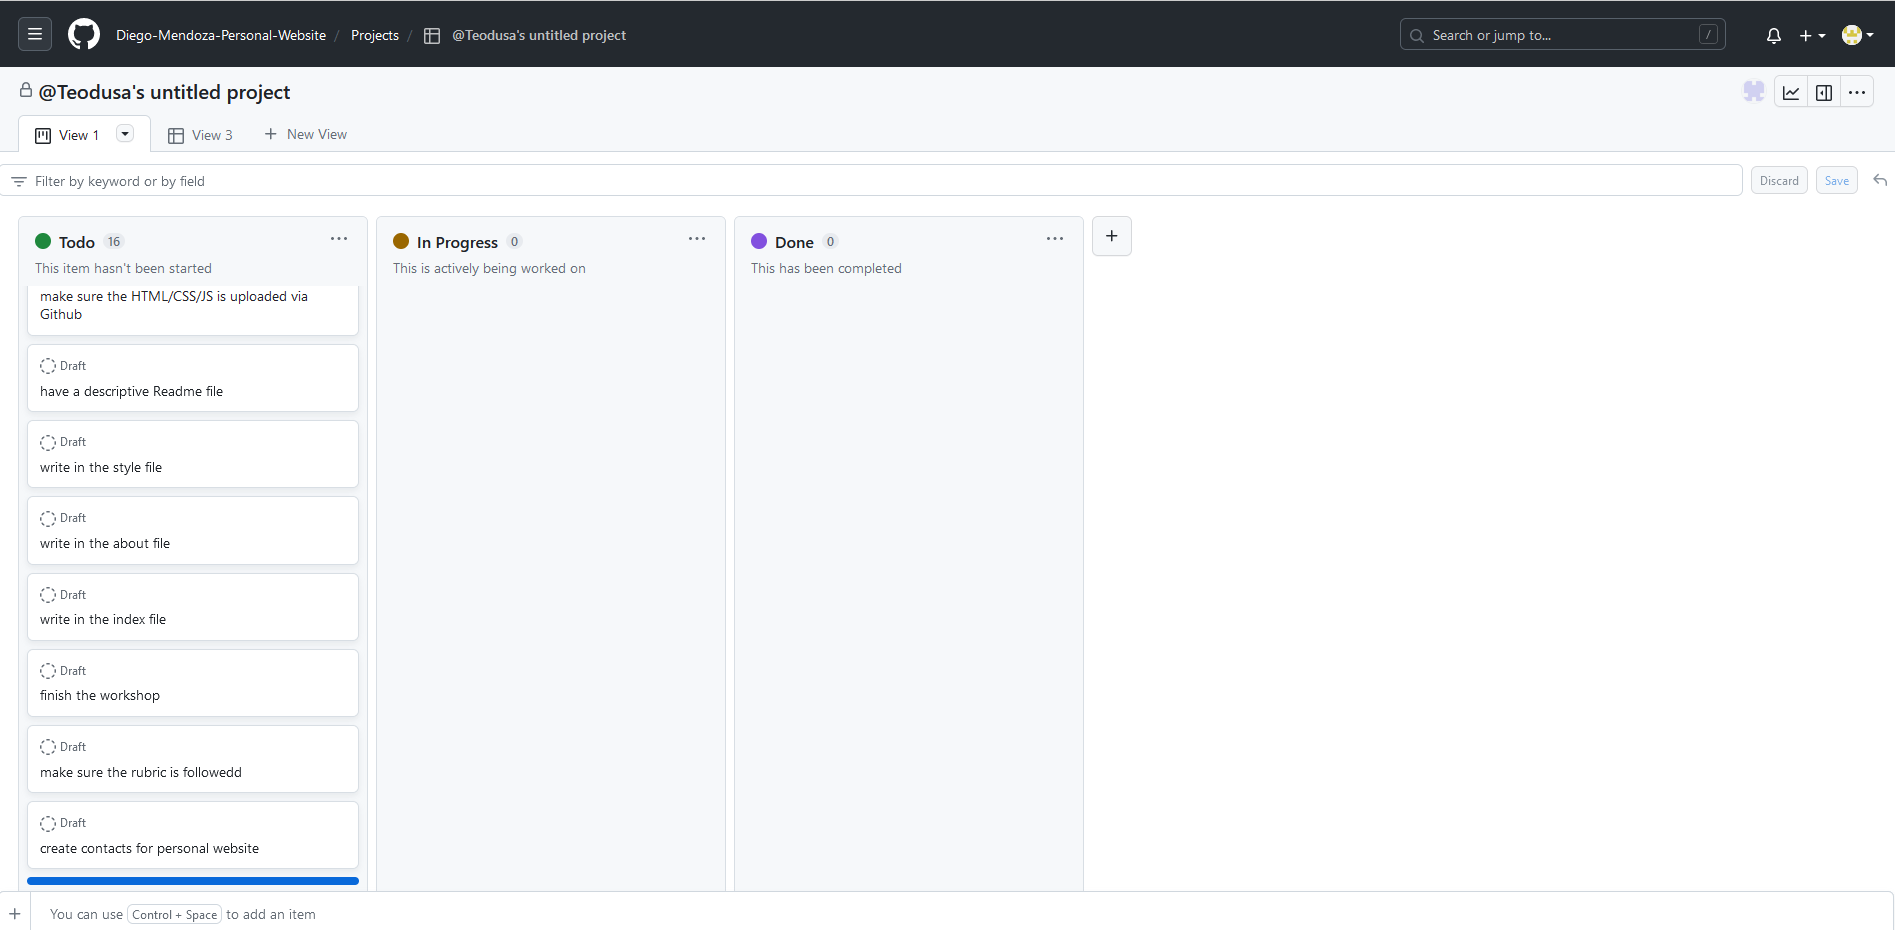 Diego-Mendoza-Personal-Website / Projects / @Teodusa's untitled project
Search or jump to... /
@Teodusa's untitled project
View 1
View 3
New View
Filter by keyword or by field
Discard
Save
Todo 16
This item hasn't been started
make sure the HTML/CSS/JS is uploaded via
Github
Draft
have a descriptive Readme file
Draft
write in the style file
Draft
write in the about file
Draft
write in the index file
Draft
finish the workshop
Draft
make sure the rubric is followedd
Draft
create contacts for personal website
In Progress 0
This is actively being worked on
Done 0
This has been completed
You can use Control + Space to add an item